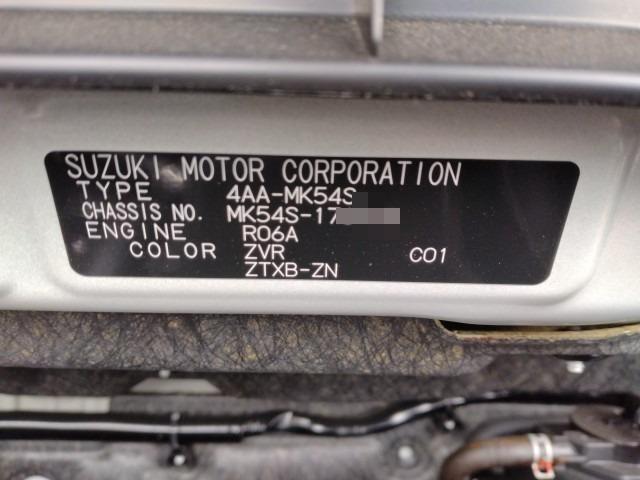 SUZUKI MOTOR CORPORATION
TYPE 4AA-MK54S
CHASSIS NO. MK54S-17
ENGINE R06A
COLOR ZVR C01
ZTXB-ZN